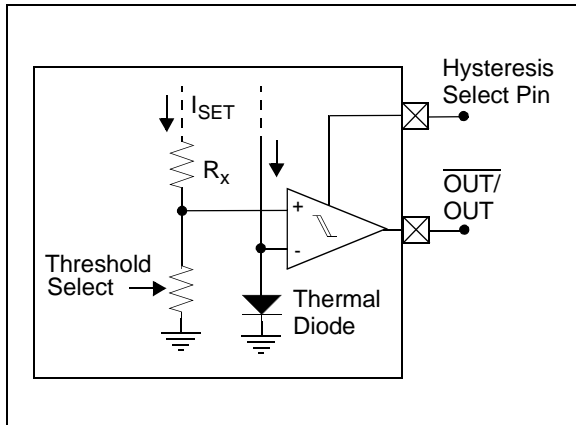 Hysteresis
Select Pin
I_SET
R_x
OUT/
OUT
+
-
Threshold
Select
Thermal
Diode